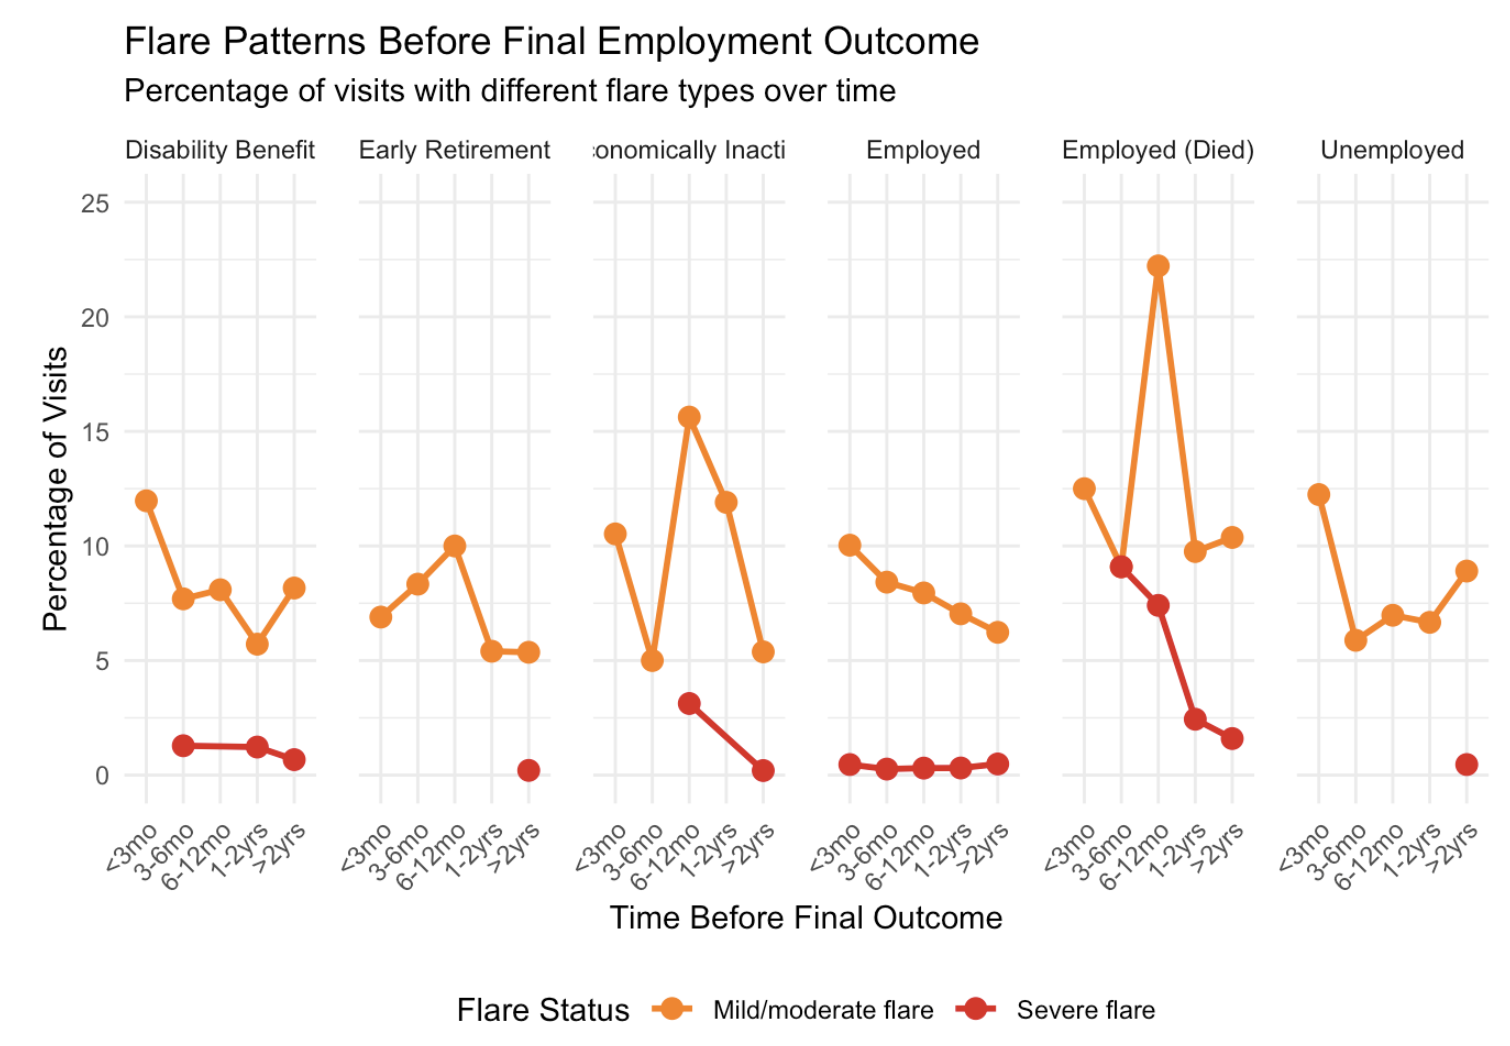 Flare Patterns Before Final Employment Outcome
Percentage of visits with different flare types over time
Disability Benefit Early Retirement conomically Inacti Employed Employed (Died) Unemployed
25
20
15
10
5
0
Percentage of Visits
<3mo 3-6mo 6-12mo 1-2yrs >2yrs <3mo 3-6mo 6-12mo 1-2yrs >2yrs <3mo 3-6mo 6-12mo 1-2yrs >2yrs <3mo 3-6mo 6-12mo 1-2yrs >2yrs <3mo 3-6mo 6-12mo 1-2yrs >2yrs <3mo 3-6mo 6-12mo 1-2yrs >2yrs
Time Before Final Outcome
Flare Status Mild/moderate flare Severe flare